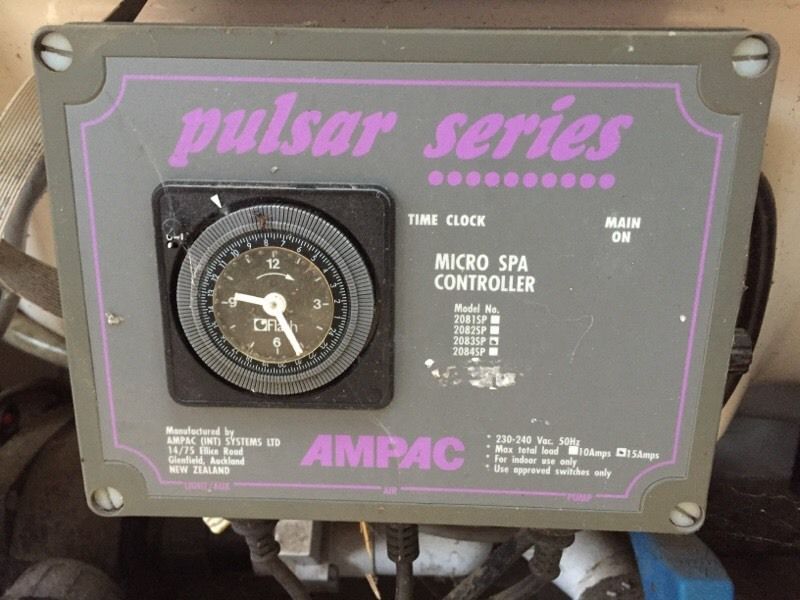 pulsar series
TIME CLOCK
MAIN
ON
MICRO SPA
CONTROLLER
Model No.
2081SP
2082SP
2083SP
2084SP
12
9
3
6
Flash
Manufactured by
AMPAC (INT) SYSTEMS LTD
14/75 Ellice Road
Glenfield, Auckland
NEW ZEALAND
AMPAC
• 230-240 Vac. 50Hz
• Max total load 10Amps 15Amps
• For indoor use only
• Use approved switches only
LIGHT/AUX
AIR
PUMP